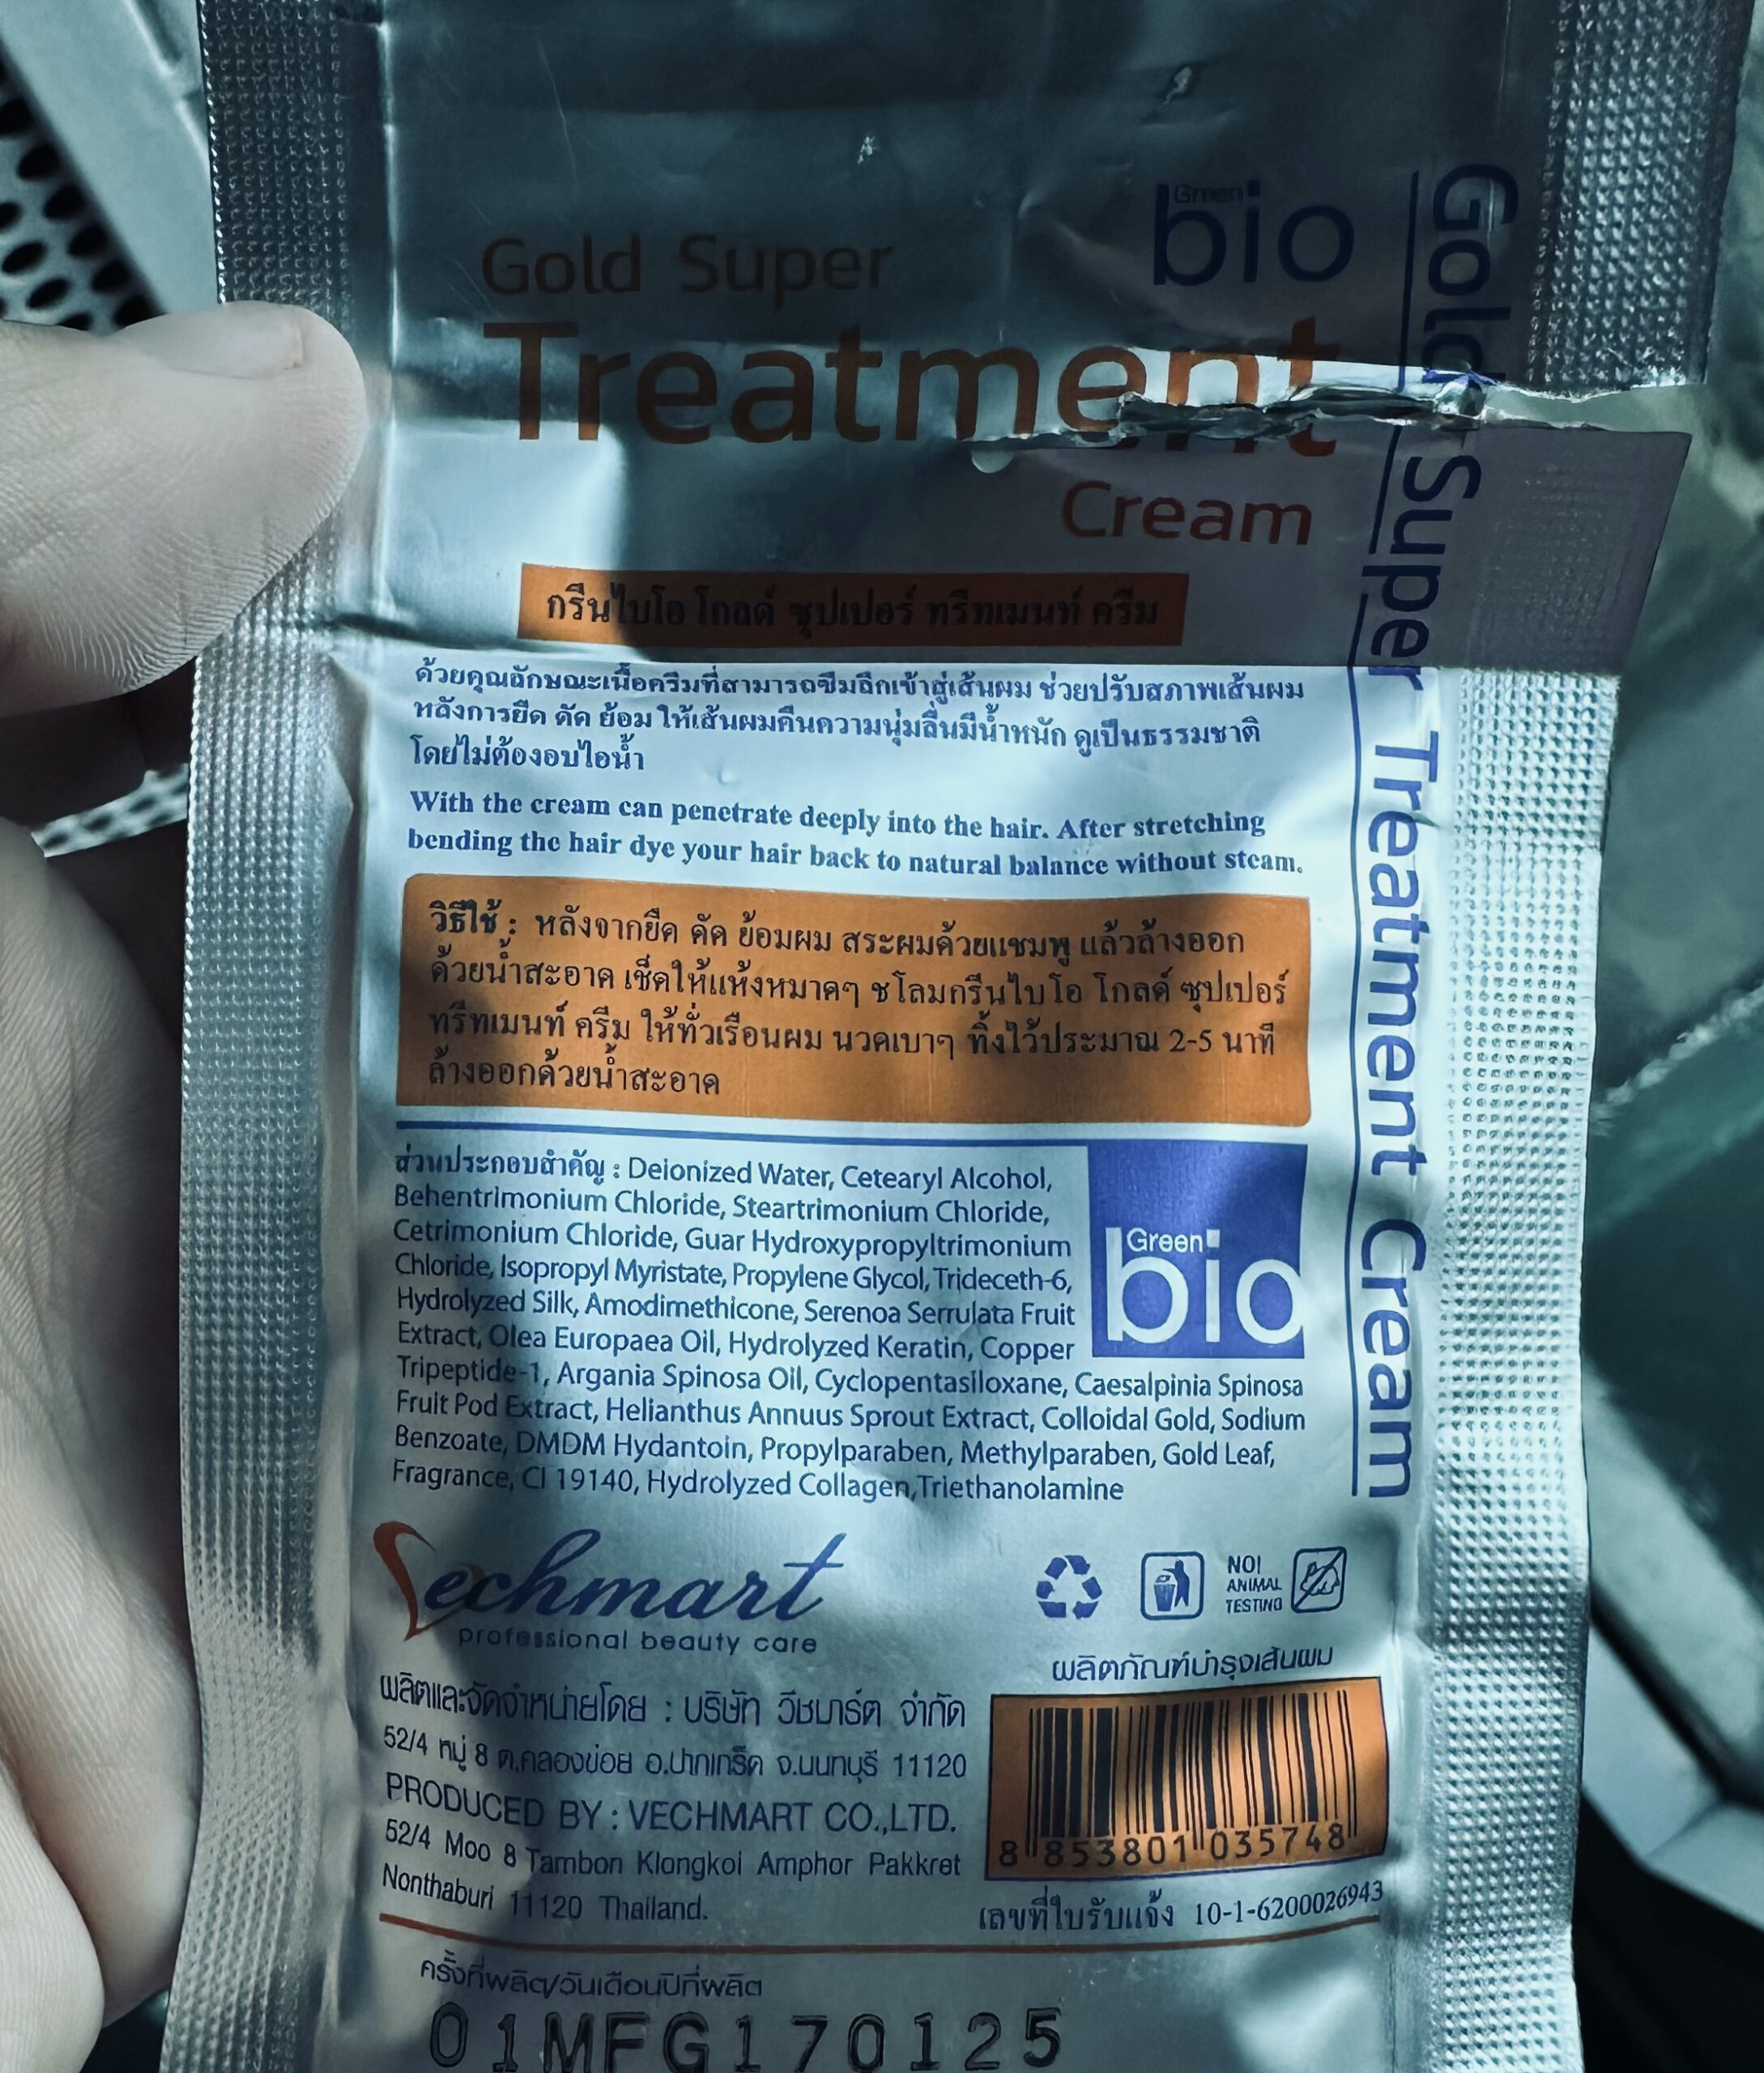 Green
bio
Gold Super
Treatment
Cream
Gold Super Treatment Cream
กรีนไบโอ โกลด์ ซุปเปอร์ ทรีทเมนท์ ครีม
ด้วยคุณลักษณะเนื้อครีมที่สามารถซึมลึกเข้าสู่เส้นผม ช่วยปรับสภาพเส้นผม
หลังการยืด ดัด ย้อม ให้เส้นผมคืนความนุ่มลื่นมีน้ำหนัก ดูเป็นธรรมชาติ
โดยไม่ต้องอบไอน้ำ
With the cream can penetrate deeply into the hair. After stretching
bending the hair dye your hair back to natural balance without steam.
วิธีใช้ : หลังจากยืด ดัด ย้อมผม สระผมด้วยแชมพู แล้วล้างออก
ด้วยน้ำสะอาด เช็ดให้แห้งหมาดๆ ชโลมกรีนไบโอ โกลด์ ซุปเปอร์
ทรีทเมนท์ ครีม ให้ทั่วเรือนผม นวดเบาๆ ทิ้งไว้ประมาณ 2-5 นาที
ล้างออกด้วยน้ำสะอาด
ส่วนประกอบสำคัญ : Deionized Water, Cetearyl Alcohol,
Behentrimonium Chloride, Steartrimonium Chloride,
Cetrimonium Chloride, Guar Hydroxypropyltrimonium
Chloride, Isopropyl Myristate, Propylene Glycol, Trideceth-6,
Hydrolyzed Silk, Amodimethicone, Serenoa Serrulata Fruit
Extract, Olea Europaea Oil, Hydrolyzed Keratin, Copper
Tripeptide-1, Argania Spinosa Oil, Cyclopentasiloxane, Caesalpinia Spinosa
Fruit Pod Extract, Helianthus Annuus Sprout Extract, Colloidal Gold, Sodium
Benzoate, DMDM Hydantoin, Propylparaben, Methylparaben, Gold Leaf,
Fragrance, CI 19140, Hydrolyzed Collagen,Triethanolamine
Green
bio
Vechmart
professional beauty care
NO!
ANIMAL
TESTING
ผลิตภัณฑ์บำรุงเส้นผม
ผลิตและจัดจำหน่ายโดย : บริษัท วีชมาร์ต จำกัด
52/4 หมู่ 8 ต.คลองข่อย อ.ปากเกร็ด จ.นนทบุรี 11120
PRODUCED BY : VECHMART CO.,LTD.
52/4 Moo 8 Tambon Klongkoi Amphor Pakkret
Nonthaburi 11120 Thailand.
8 853801 035748
เลขที่ใบรับแจ้ง 10-1-6200026943
ครั้งที่ผลิต/วันเดือนปีที่ผลิต
01MFG170125